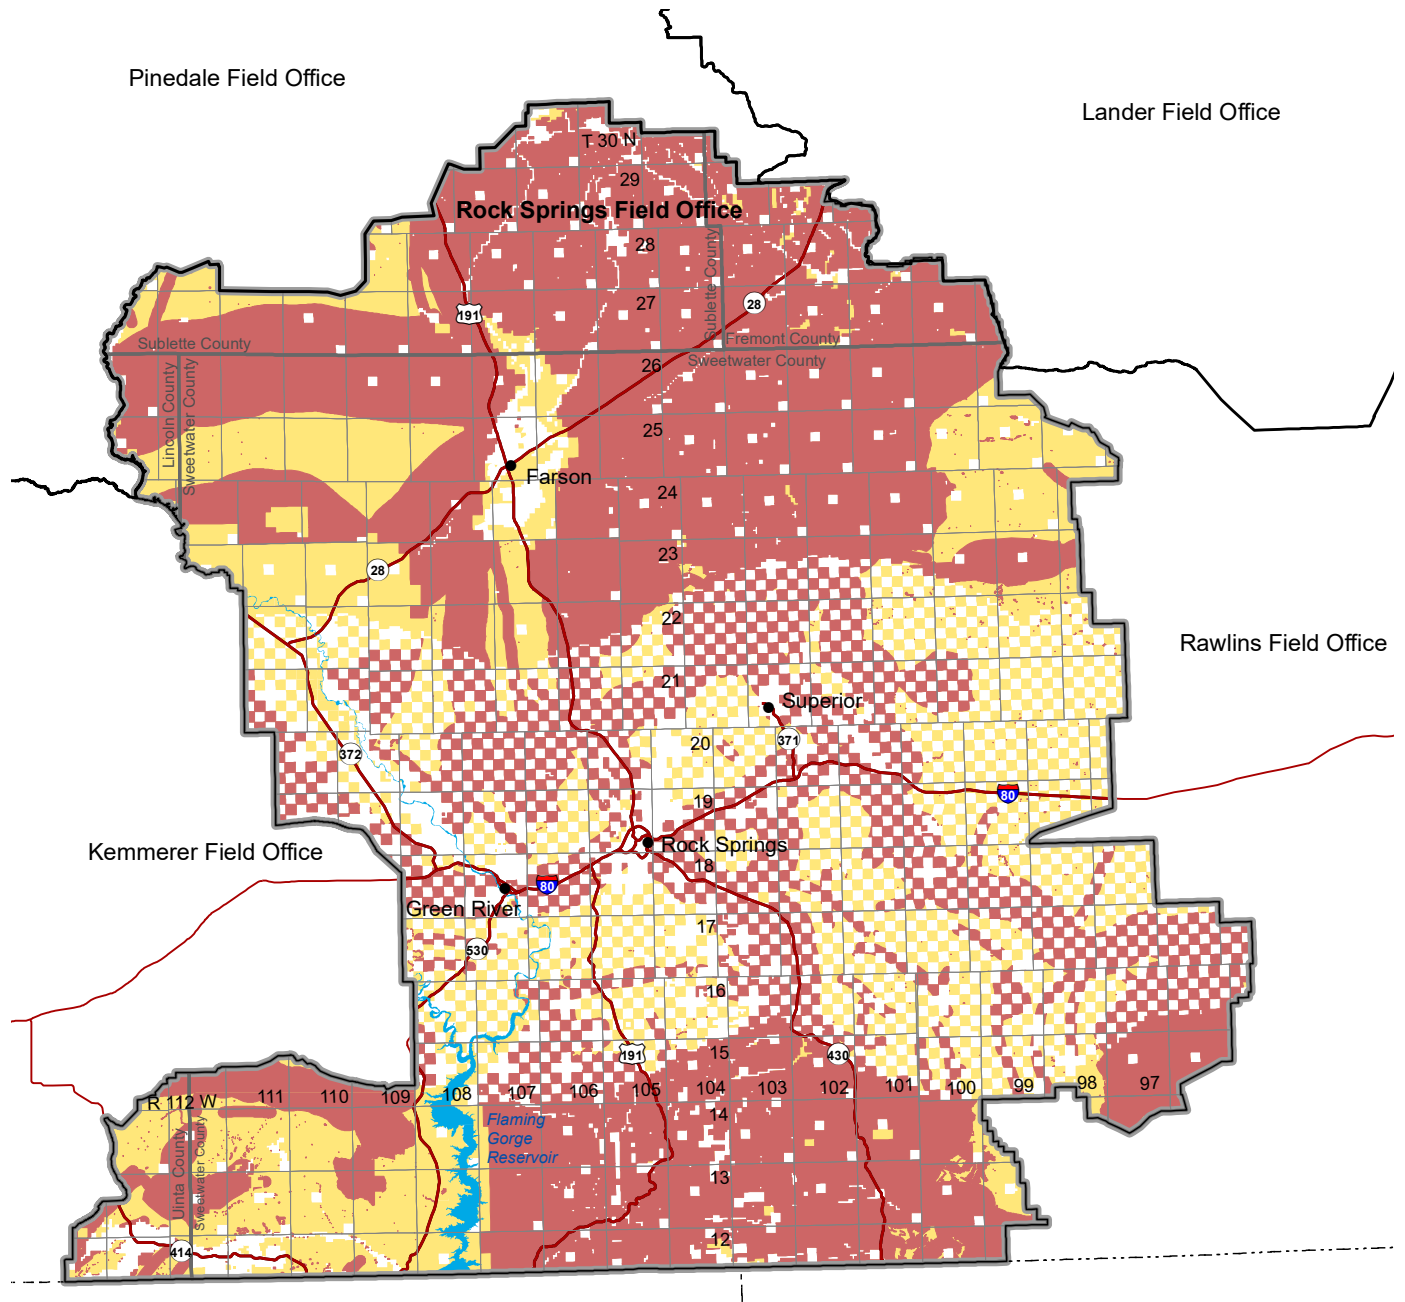 Pinedale Field Office
Lander Field Office
T 30 N
29
Rock Springs Field Office
28
Sublette County
27
28
191
Fremont County
Sublette County
Sweetwater County
26
Lincoln County
Sweetwater County
25
Farson
24
23
28
22
Rawlins Field Office
21
Superior
20
371
372
80
19
Rock Springs
Kemmerer Field Office
18
80
Green River
17
530
16
15
191
430
R 112 W
111
110
109
108
107
106
105
104
103
102
101
100
99
98
97
14
Flaming
Gorge
Reservoir
Uinta County
Sweetwater County
13
12
414